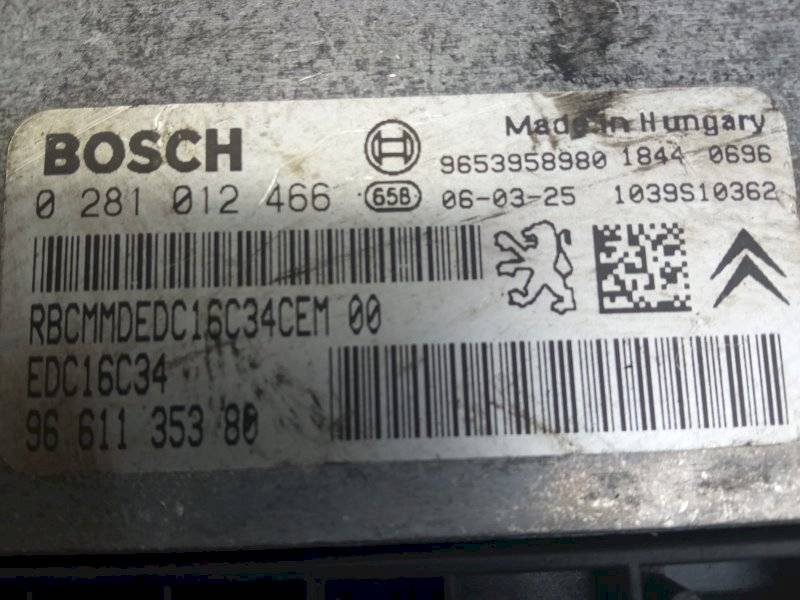 Made in Hungary
BOSCH
9653958980 1844 0696
0 281 012 466 65B 06-03-25 1039S10362
RBCMMDEDC16C34CEM 00
EDC16C34
96 611 353 80